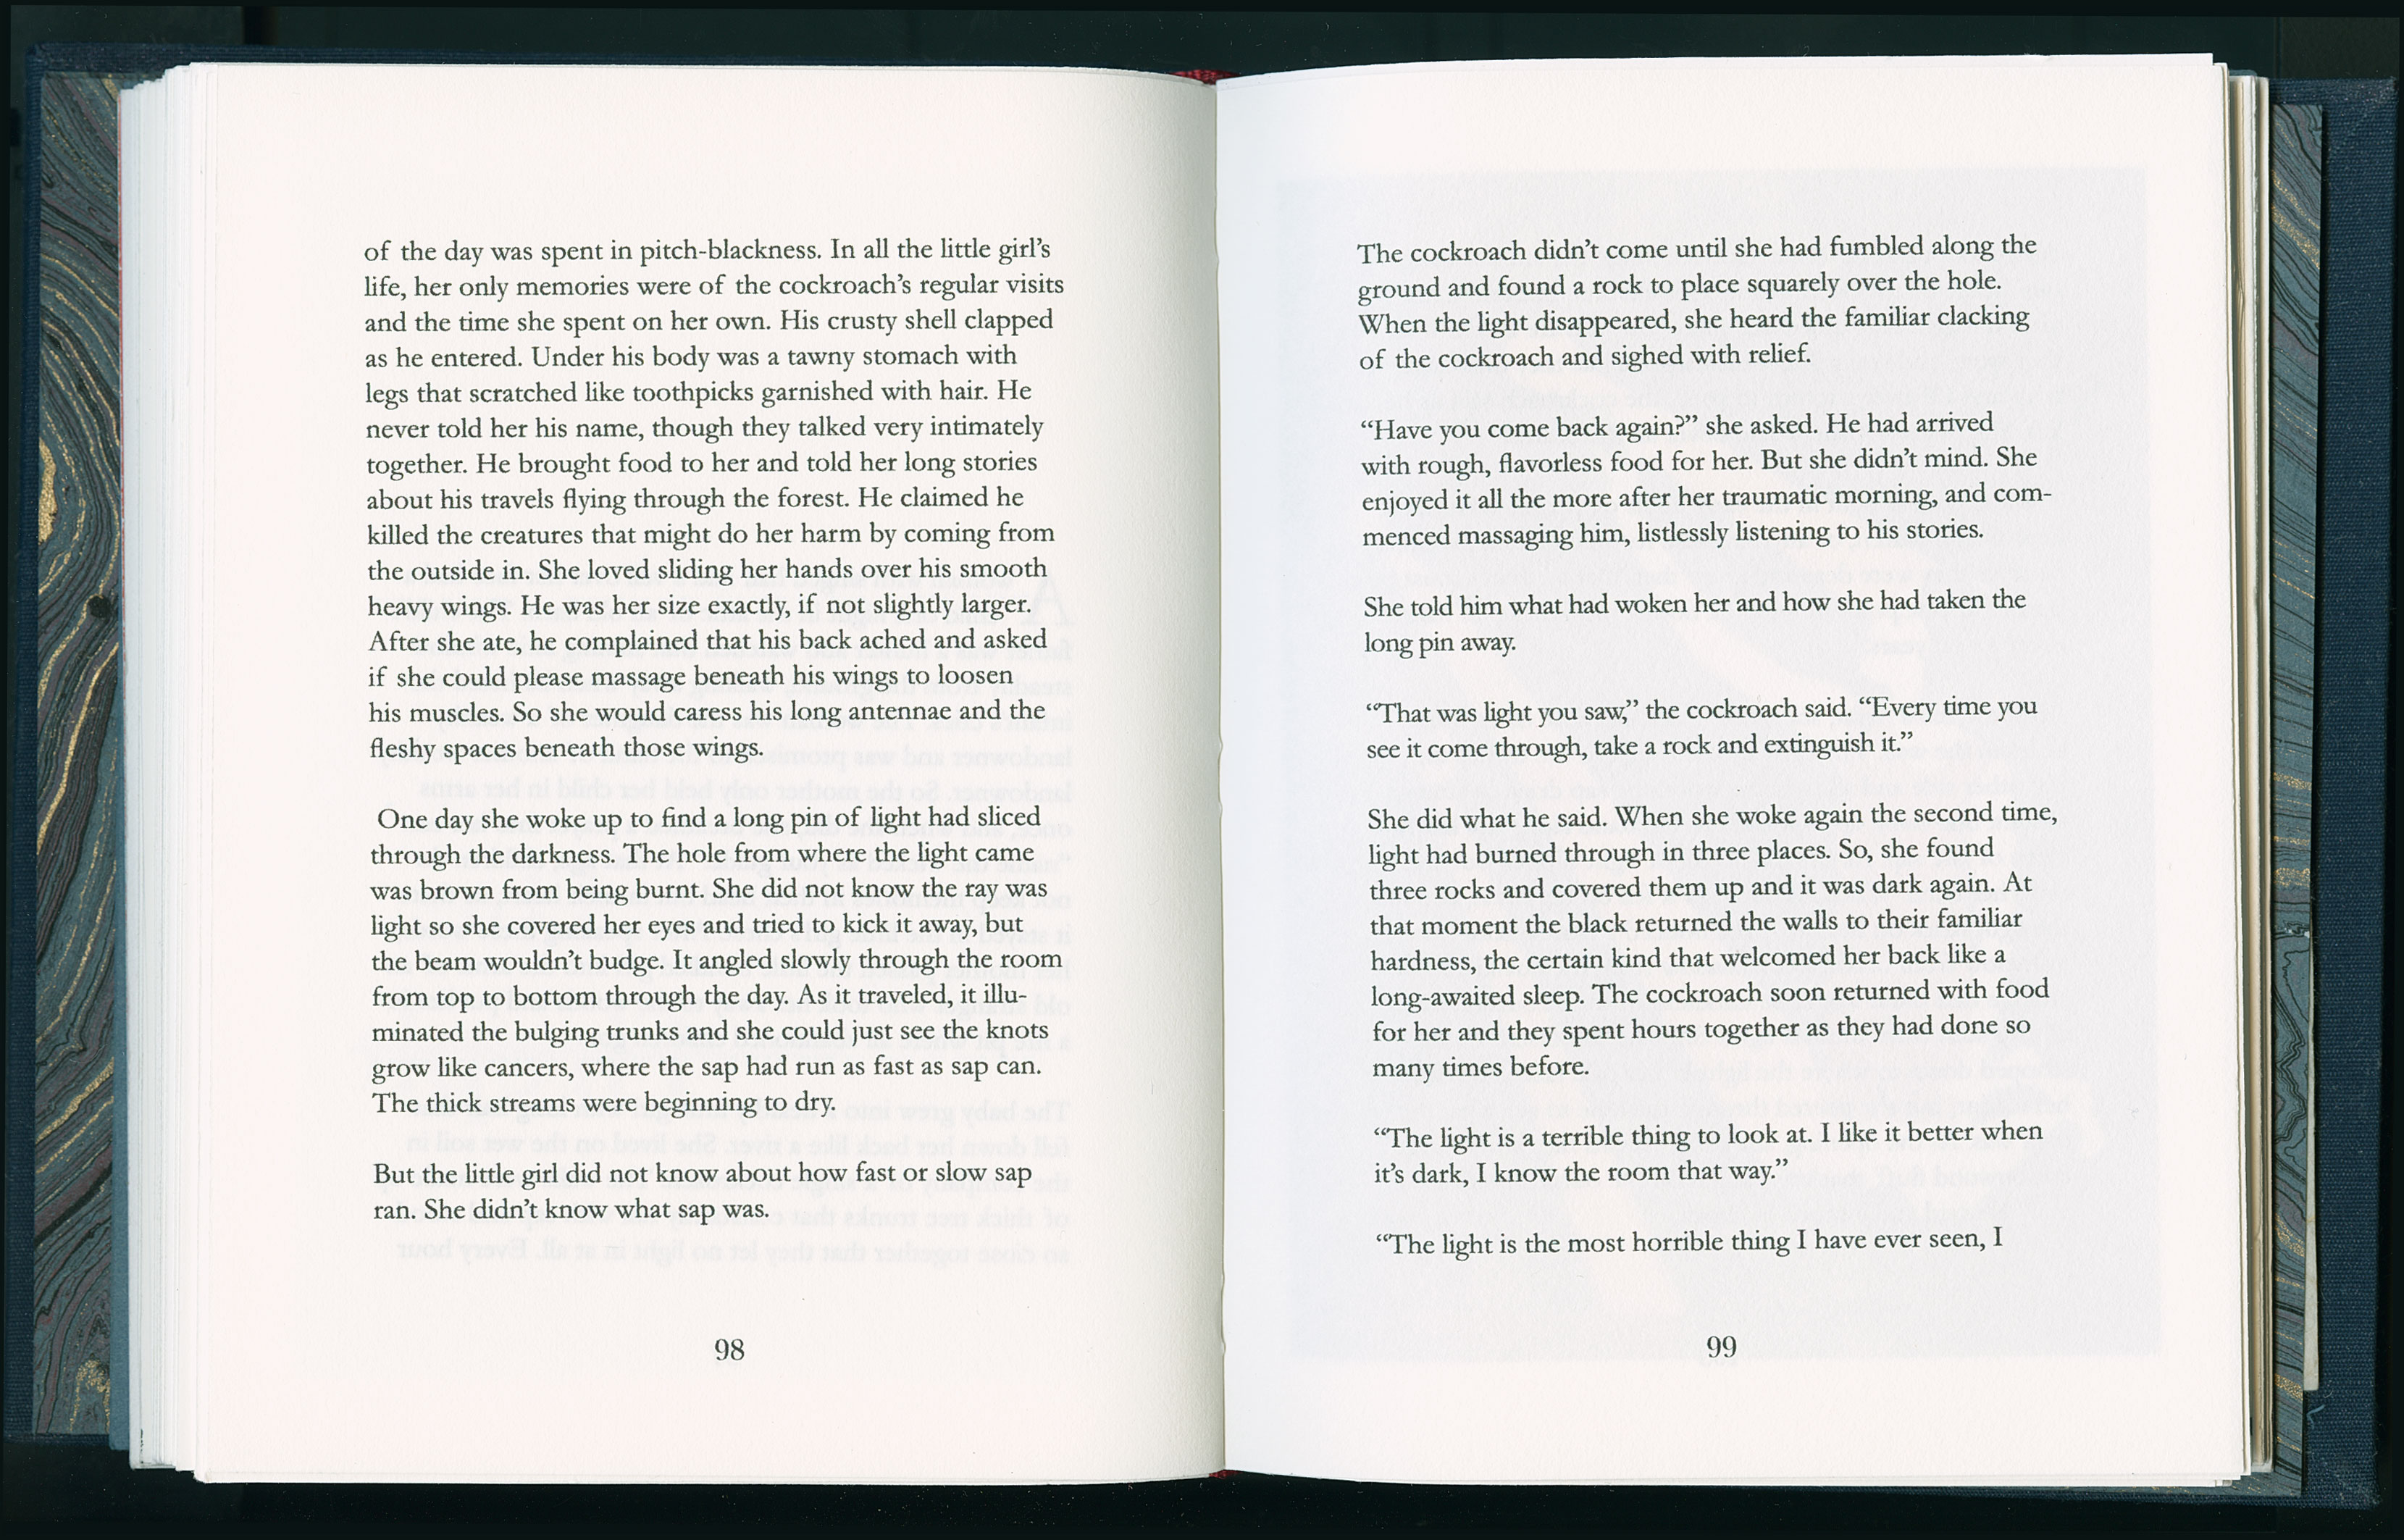 of the day was spent in pitch-blackness. In all the little girl’s
life, her only memories were of the cockroach’s regular visits
and the time she spent on her own. His crusty shell clapped
as he entered. Under his body was a tawny stomach with
legs that scratched like toothpicks garnished with hair. He
never told her his name, though they talked very intimately
together. He brought food to her and told her long stories
about his travels flying through the forest. He claimed he
killed the creatures that might do her harm by coming from
the outside in. She loved sliding her hands over his smooth
heavy wings. He was her size exactly, if not slightly larger.
After she ate, he complained that his back ached and asked
if she could please massage beneath his wings to loosen
his muscles. So she would caress his long antennae and the
fleshy spaces beneath those wings.
One day she woke up to find a long pin of light had sliced
through the darkness. The hole from where the light came
was brown from being burnt. She did not know the ray was
light so she covered her eyes and tried to kick it away, but
the beam wouldn’t budge. It angled slowly through the room
from top to bottom through the day. As it traveled, it illu-
minated the bulging trunks and she could just see the knots
grow like cancers, where the sap had run as fast as sap can.
The thick streams were beginning to dry.
But the little girl did not know about how fast or slow sap
ran. She didn’t know what sap was.
98
The cockroach didn’t come until she had fumbled along the
ground and found a rock to place squarely over the hole.
When the light disappeared, she heard the familiar clacking
of the cockroach and sighed with relief.
“Have you come back again?” she asked. He had arrived
with rough, flavorless food for her. But she didn’t mind. She
enjoyed it all the more after her traumatic morning, and com-
menced massaging him, listlessly listening to his stories.
She told him what had woken her and how she had taken the
long pin away.
“That was light you saw,” the cockroach said. “Every time you
see it come through, take a rock and extinguish it.”
She did what he said. When she woke again the second time,
light had burned through in three places. So, she found
three rocks and covered them up and it was dark again. At
that moment the black returned the walls to their familiar
hardness, the certain kind that welcomed her back like a
long-awaited sleep. The cockroach soon returned with food
for her and they spent hours together as they had done so
many times before.
“The light is a terrible thing to look at. I like it better when
it’s dark, I know the room that way.”
“The light is the most horrible thing I have ever seen, I
99